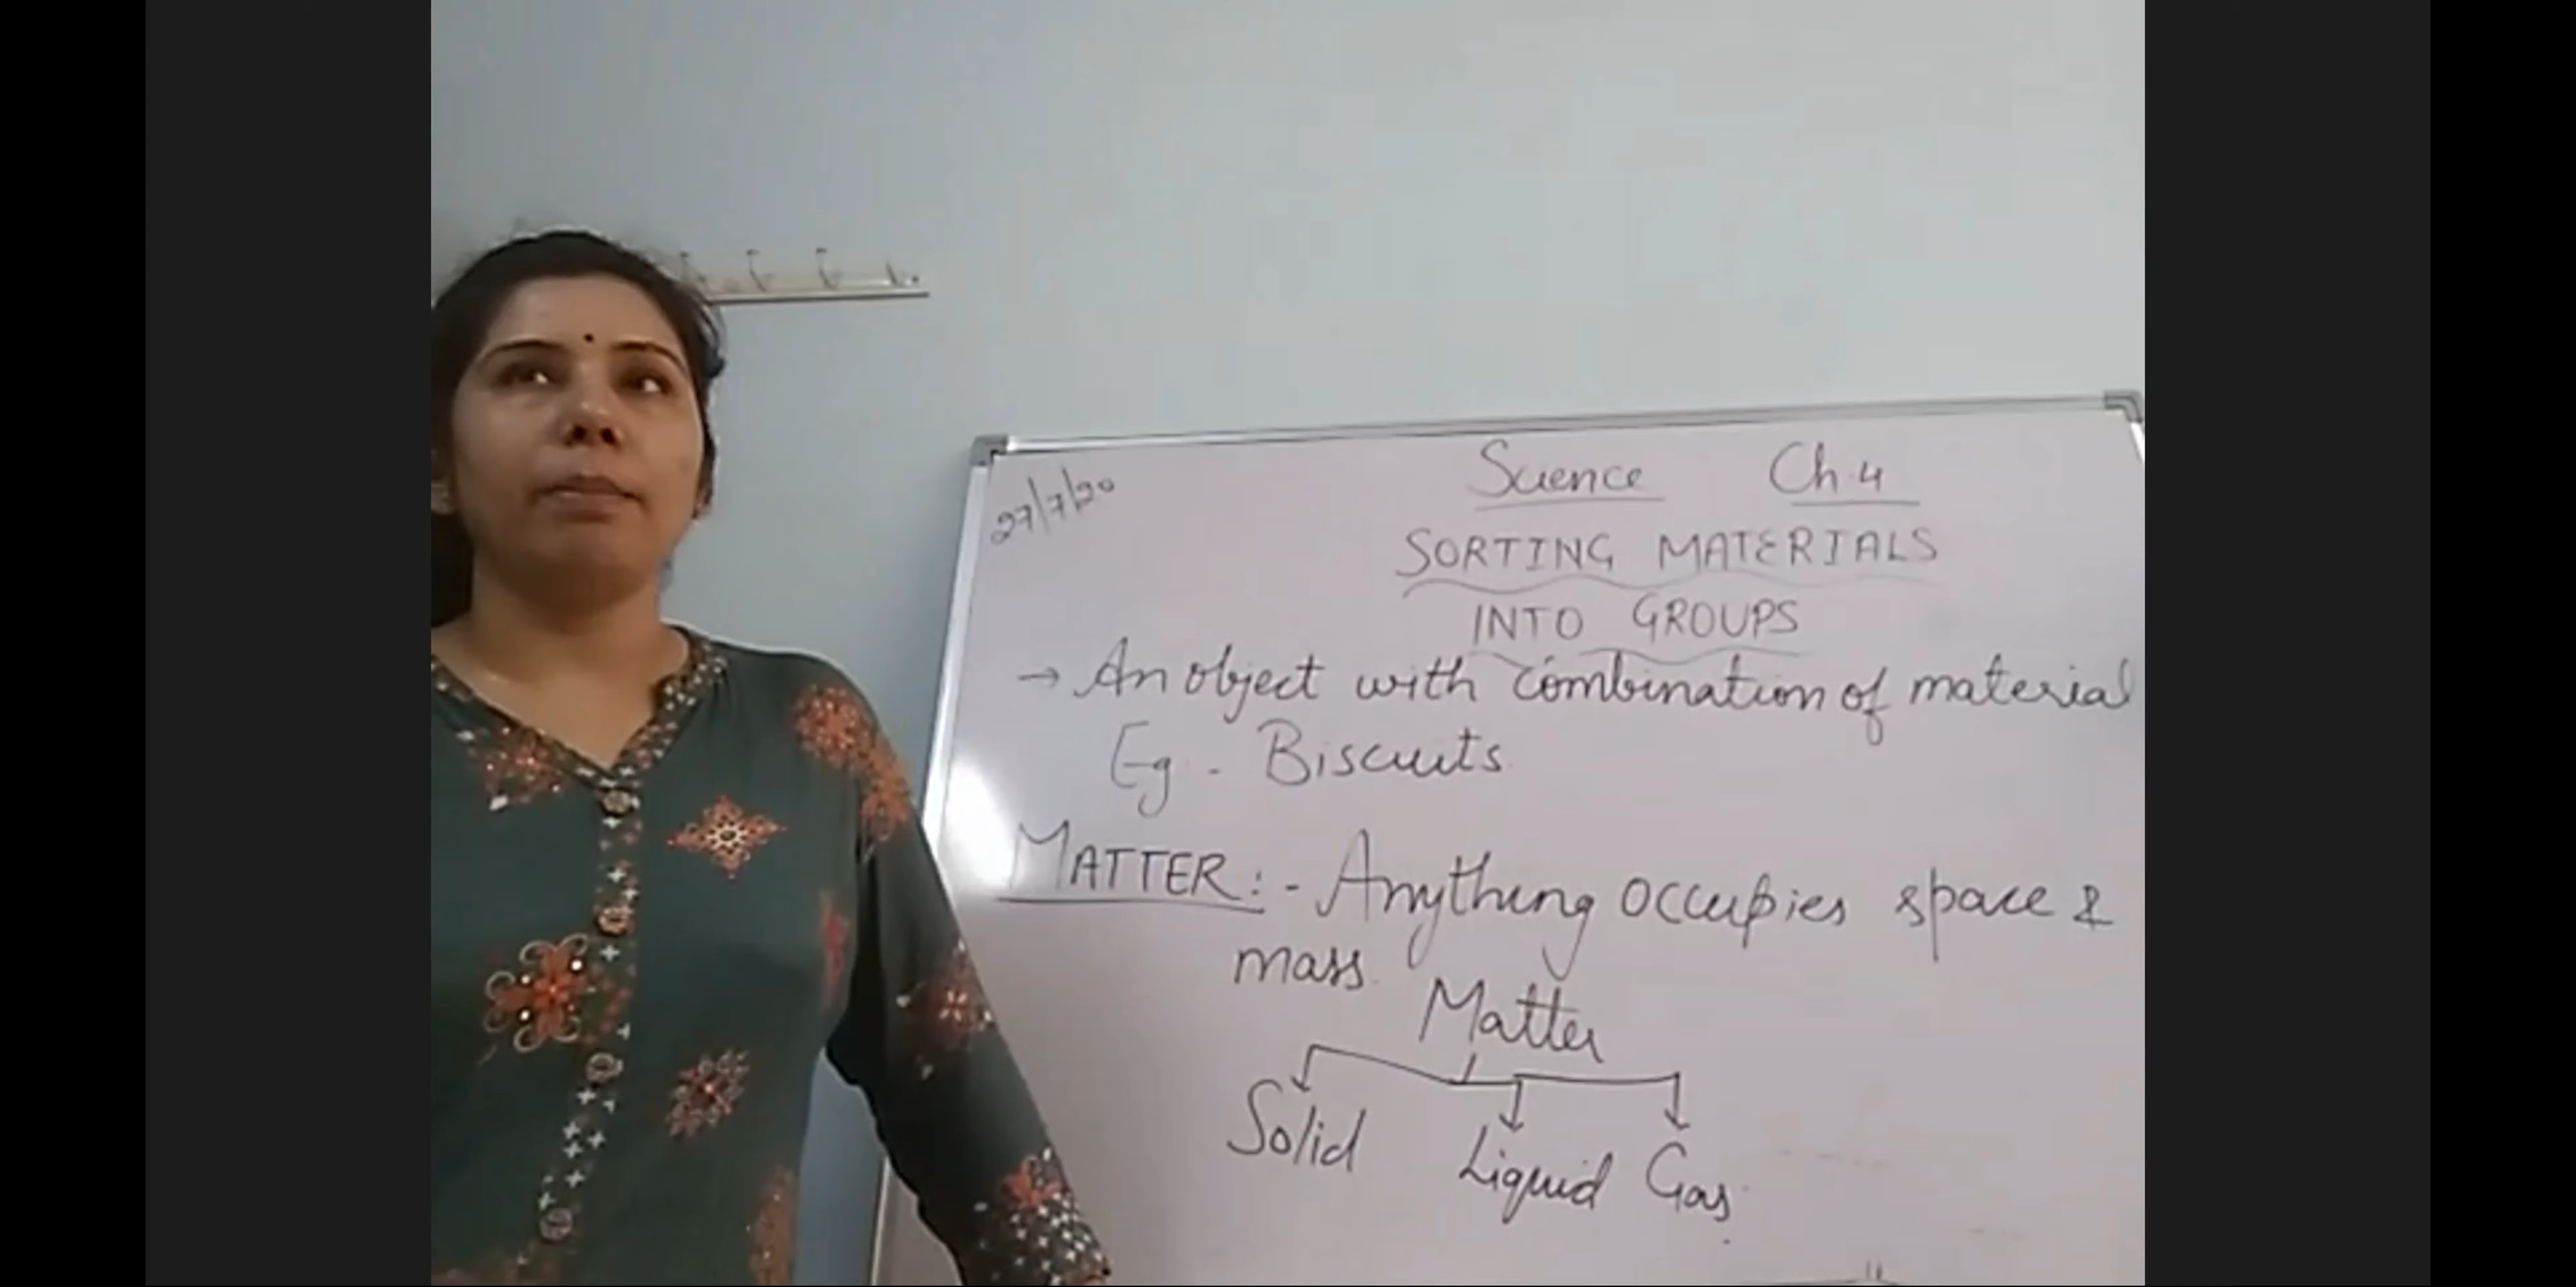 27/7/20
Science Ch.4
SORTING MATERIALS
INTO GROUPS
→ An object with combination of material
Eg - Biscuits
MATTER :- Anything occupies space &
mass.
Matter
Solid Liquid Gas